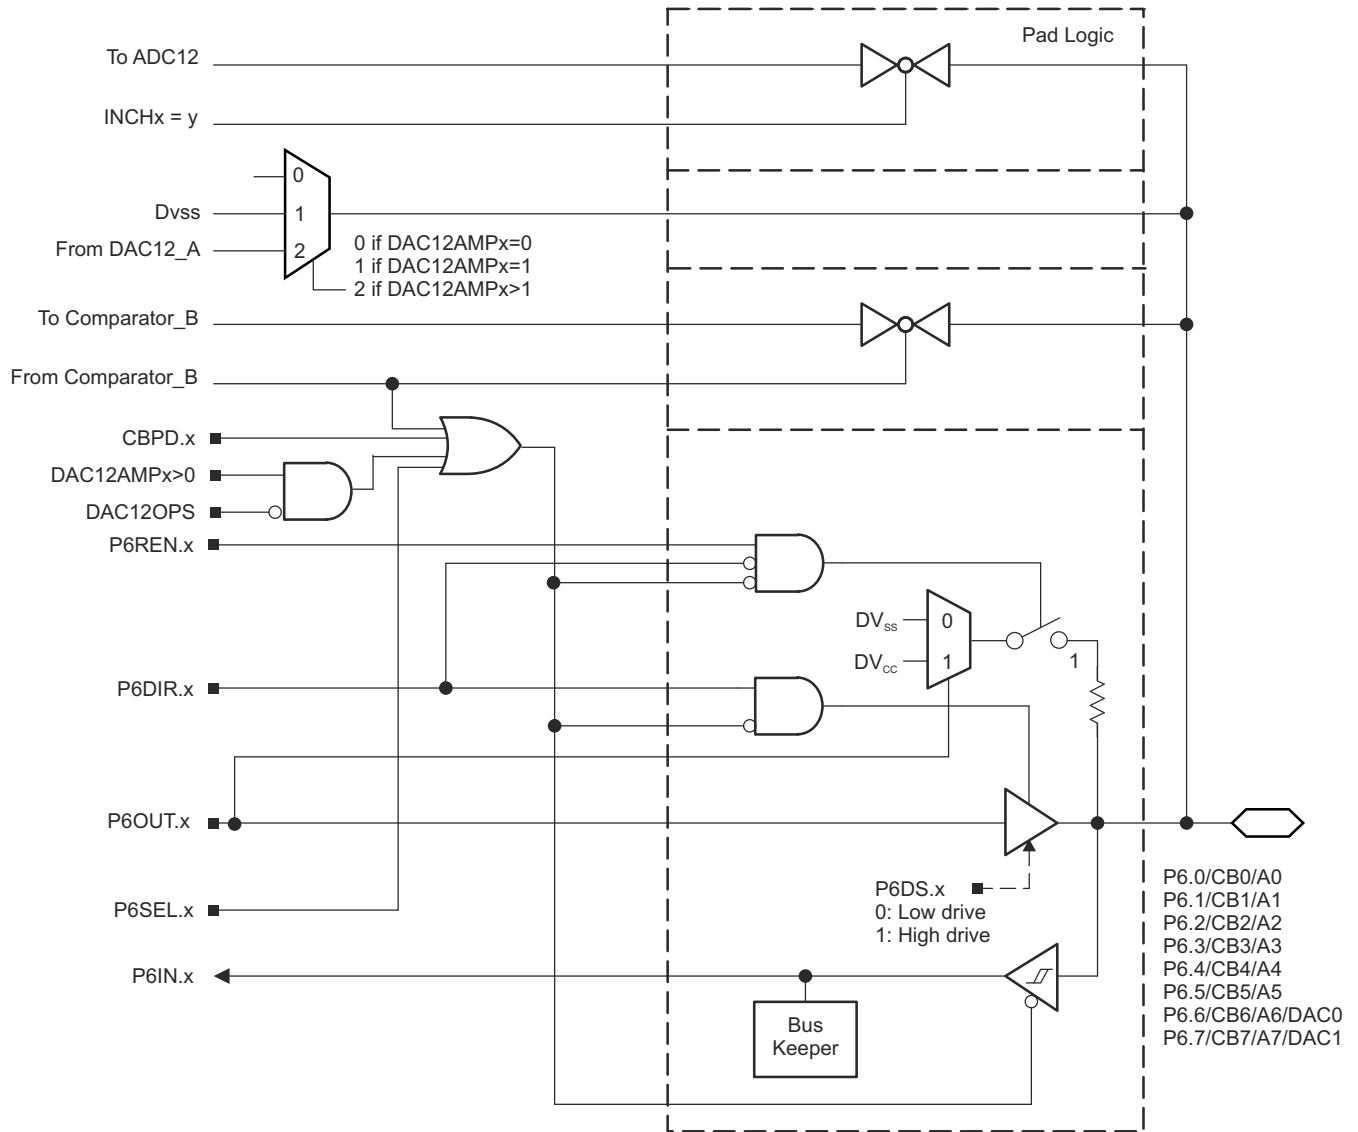 Pad Logic
To ADC12
INCHx = y
0
Dvss
1
From DAC12_A
2
0 if DAC12AMPx=0
1 if DAC12AMPx=1
2 if DAC12AMPx>1
To Comparator_B
From Comparator_B
CBPD.x
DAC12AMPx>0
DAC12OPS
P6REN.x
DVss
0
DVcc
1
1
P6DIR.x
P6OUT.x
P6DS.x
0: Low drive
1: High drive
P6SEL.x
P6IN.x
Bus
Keeper
P6.0/CB0/A0
P6.1/CB1/A1
P6.2/CB2/A2
P6.3/CB3/A3
P6.4/CB4/A4
P6.5/CB5/A5
P6.6/CB6/A6/DAC0
P6.7/CB7/A7/DAC1